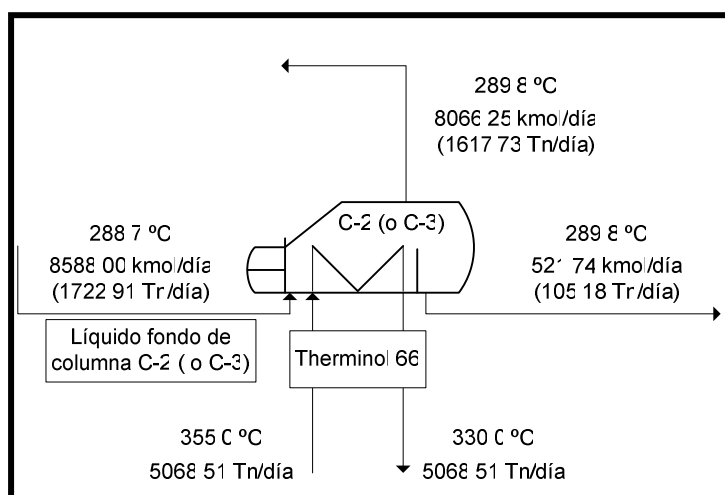 289 8 ºC
8066 25 kmol/día
(1617 73 Tn/día)
C-2 (o C-3)
288 7 ºC
8588 00 kmol/día
(1722 91 Tn/día)
289 8 ºC
521 74 kmol/día
(105 18 Tn/día)
Líquido fondo de
columna C-2 ( o C-3)
Therminol 66
355 0 ºC
5068 51 Tn/día
330 0 ºC
5068 51 Tn/día